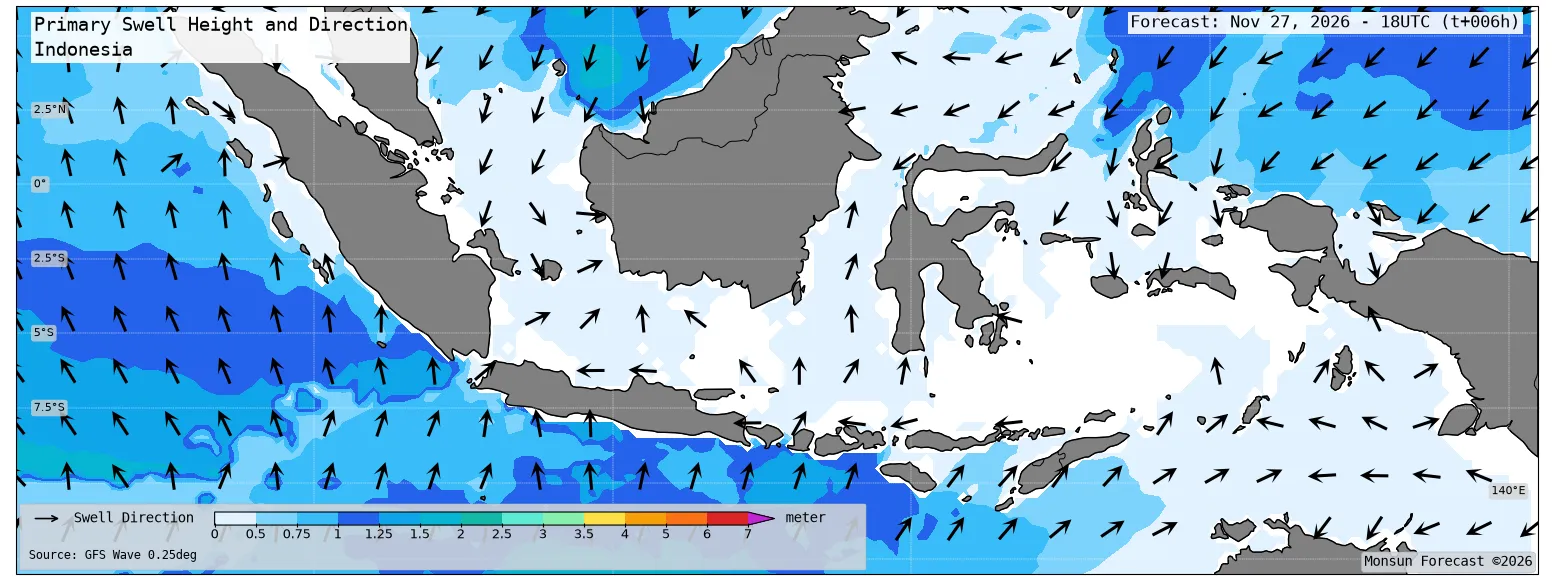 Primary Swell Height and Direction
Indonesia
Forecast: Nov 27, 2026 - 18UTC (t+006h)
2.5°N
0°
2.5°S
5°S
7.5°S
140°E
Swell Direction
0 0.5 0.75 1 1.25 1.5 2 2.5 3 3.5 4 5 6 7
meter
Source: GFS Wave 0.25deg
Monsun Forecast ©2026